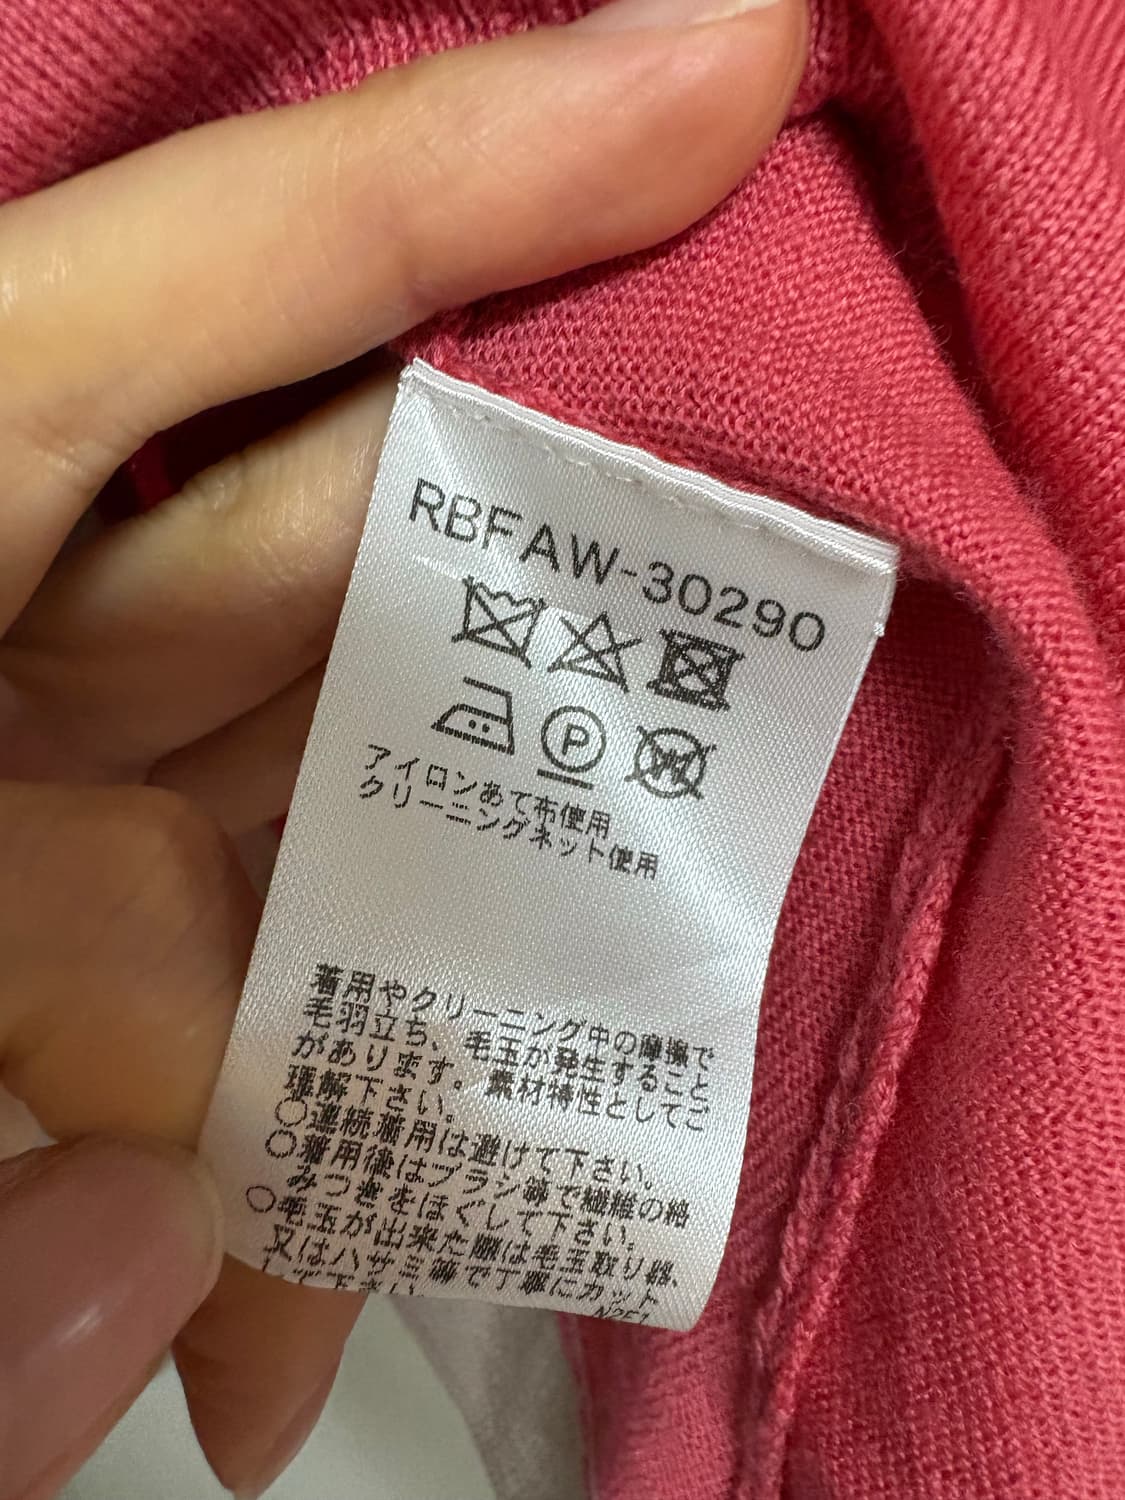 RBFAW-30290
P W
アイロンあて布使用
クリーニングネット使用
着用やクリーニング中の摩擦で
毛羽立ち、毛玉が発生すること
があります。素材特性としてご
理解下さい。
○連続着用は避けて下さい。
○着用後はブラシ等で繊維の絡
みつきをほぐして下さい。
○毛玉が出来た際は毛玉取り器、
又はハサミ等で丁寧にカット
して下さい。